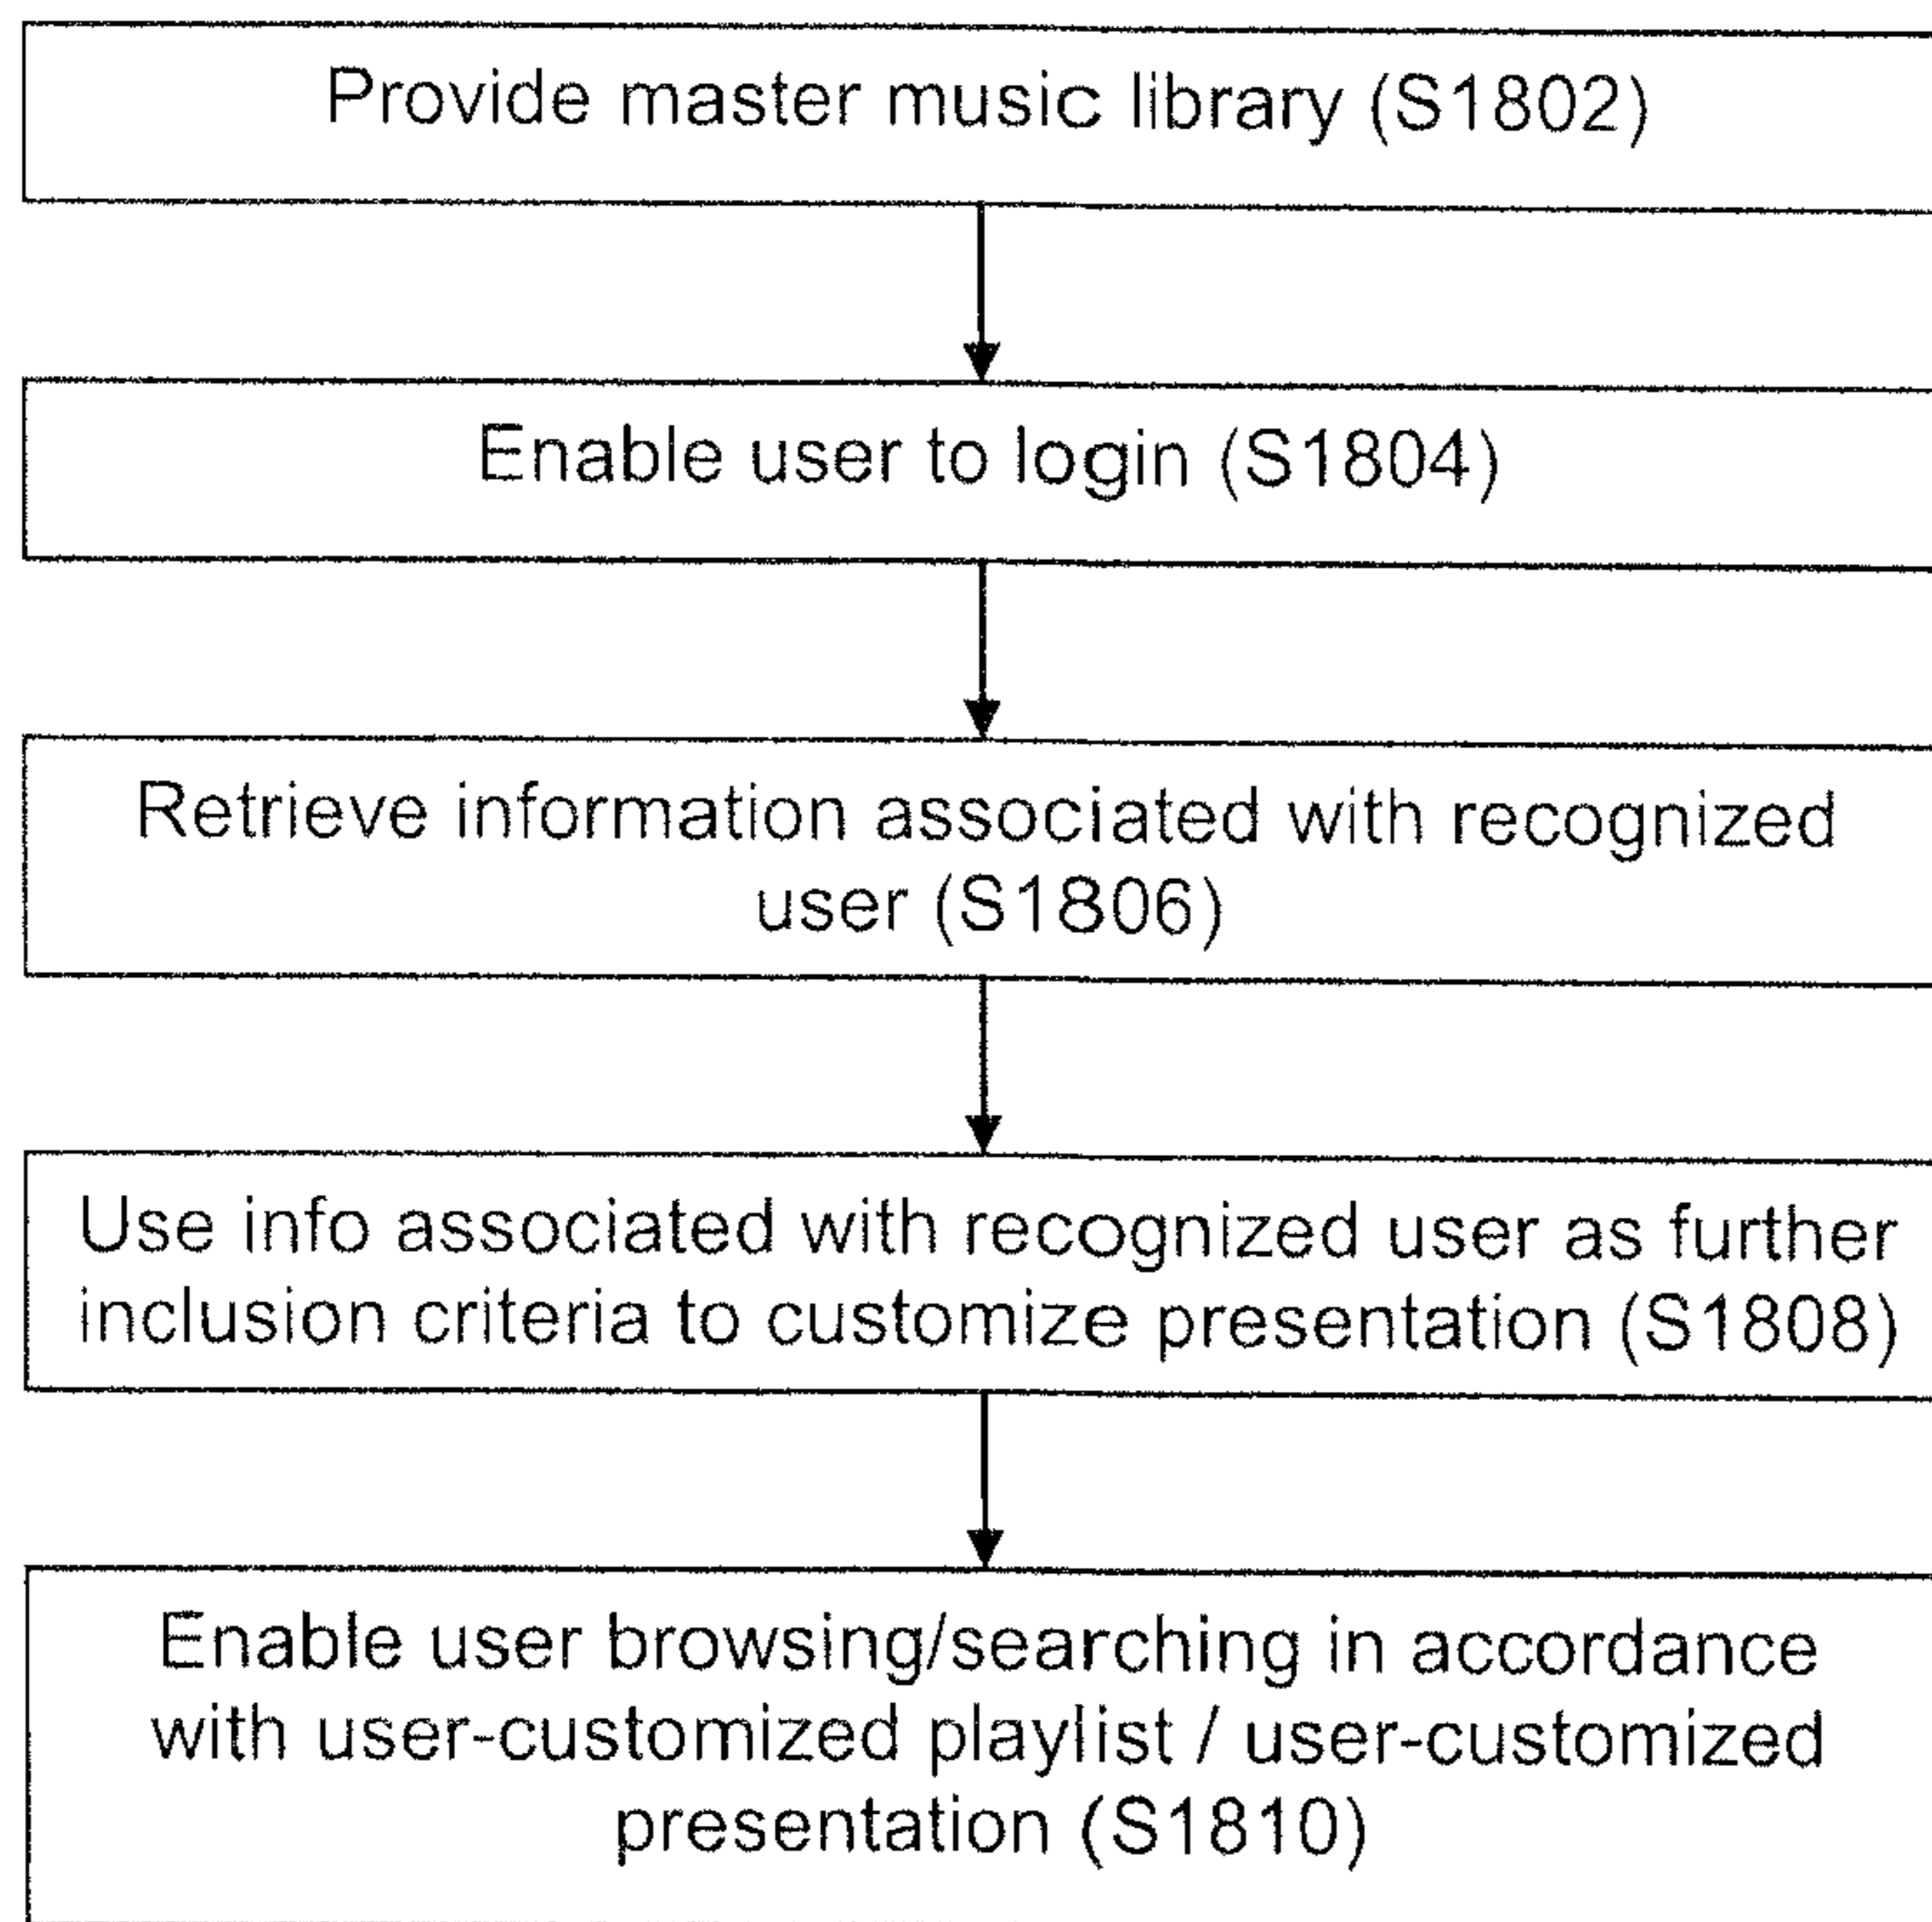 Provide master music library (S1802)
Enable user to login (S1804)
Retrieve information associated with recognized
user (S1806)
Use info associated with recognized user as further
inclusion criteria to customize presentation (S1808)
Enable user browsing/searching in accordance
with user-customized playlist / user-customized
presentation (S1810)